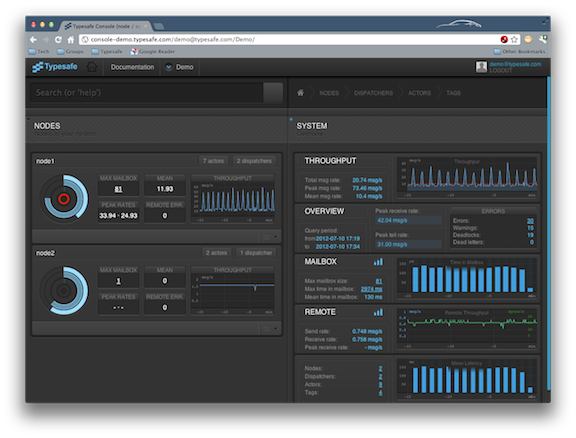 Typesafe Console (node / ac
console-demo.typesafe.com/demo@typesafe.com/Demo/
Tech Groups Typesafe Google Reader Other Bookmarks
Typesafe Documentation Demo demo@typesafe.com
LOGOUT
Search (or 'help') NODES DISPATCHERS ACTORS TAGS
NODES
node1 7 actors 2 dispatchers
MAX MAILBOX MEAN THROUGHPUT
81 11.93
PEAK RATES REMOTE ERR.
33.94 - 24.93 0
node2 2 actors 1 dispatcher
MAX MAILBOX MEAN THROUGHPUT
1 0
PEAK RATES REMOTE ERR.
- - - 0
SYSTEM
THROUGHPUT Throughput
Total msg rate: 20.74 msg/s
Peak msg rate: 73.46 msg/s
Mean msg rate: 10.4 msg/s
OVERVIEW Peak receive rate: ERRORS
42.04 msg/s
Query period
from 2012-07-10 17:19
to 2012-07-10 17:34
Peak tell rate:
31.00 msg/s
Errors: 30
Warnings: 15
Deadlocks: 19
Dead letters: 0
MAILBOX Time in Mailbox
Max mailbox size: 81
Max time in mailbox: 2974 ms
Mean time in mailbox: 130 ms
REMOTE Remote Throughput
Send rate: 0.749 msg/s
Receive rate: 0.758 msg/s
Peak receive rate: - msg/s
Mean Latency
Nodes: 2
Dispatchers: 2
Actors: 9
Tags: 4